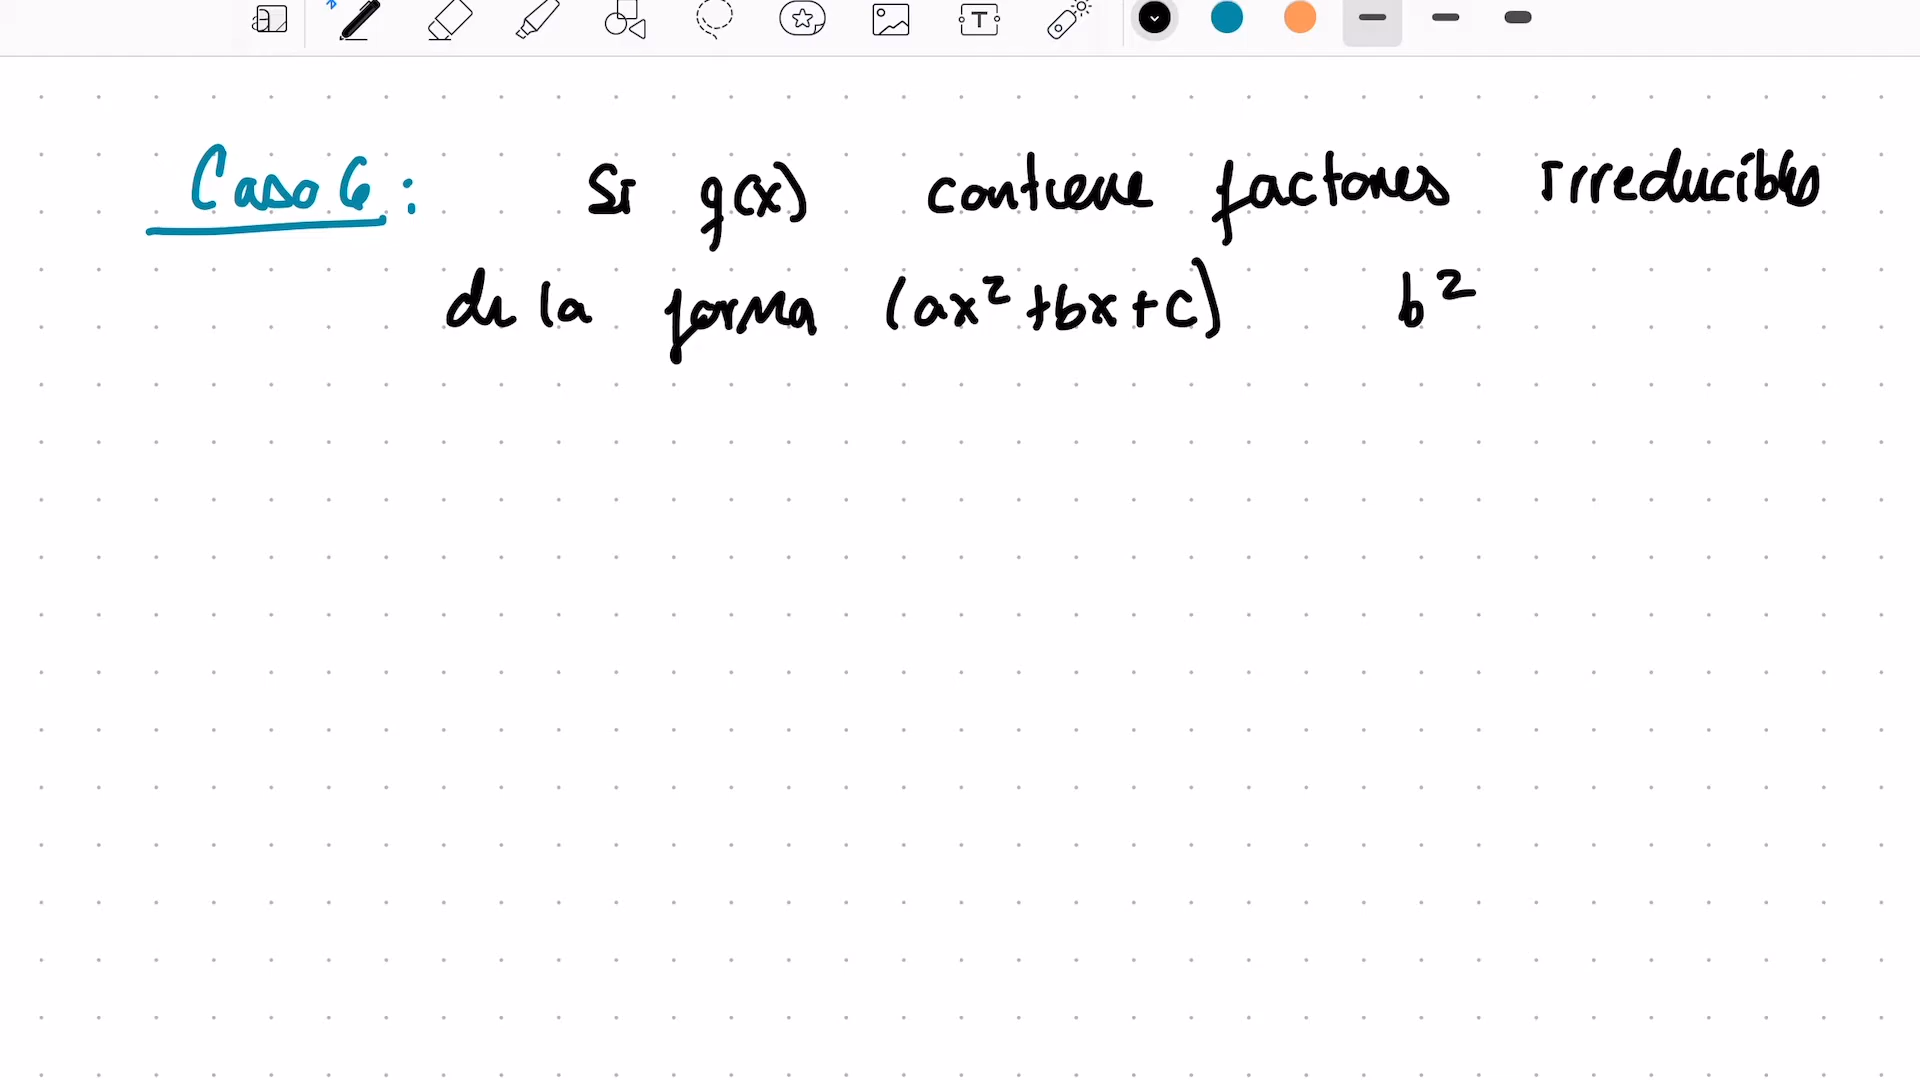 Caso 6: Si g(x) contiene factores irreducibles
de la forma (ax² +bx+c) b²